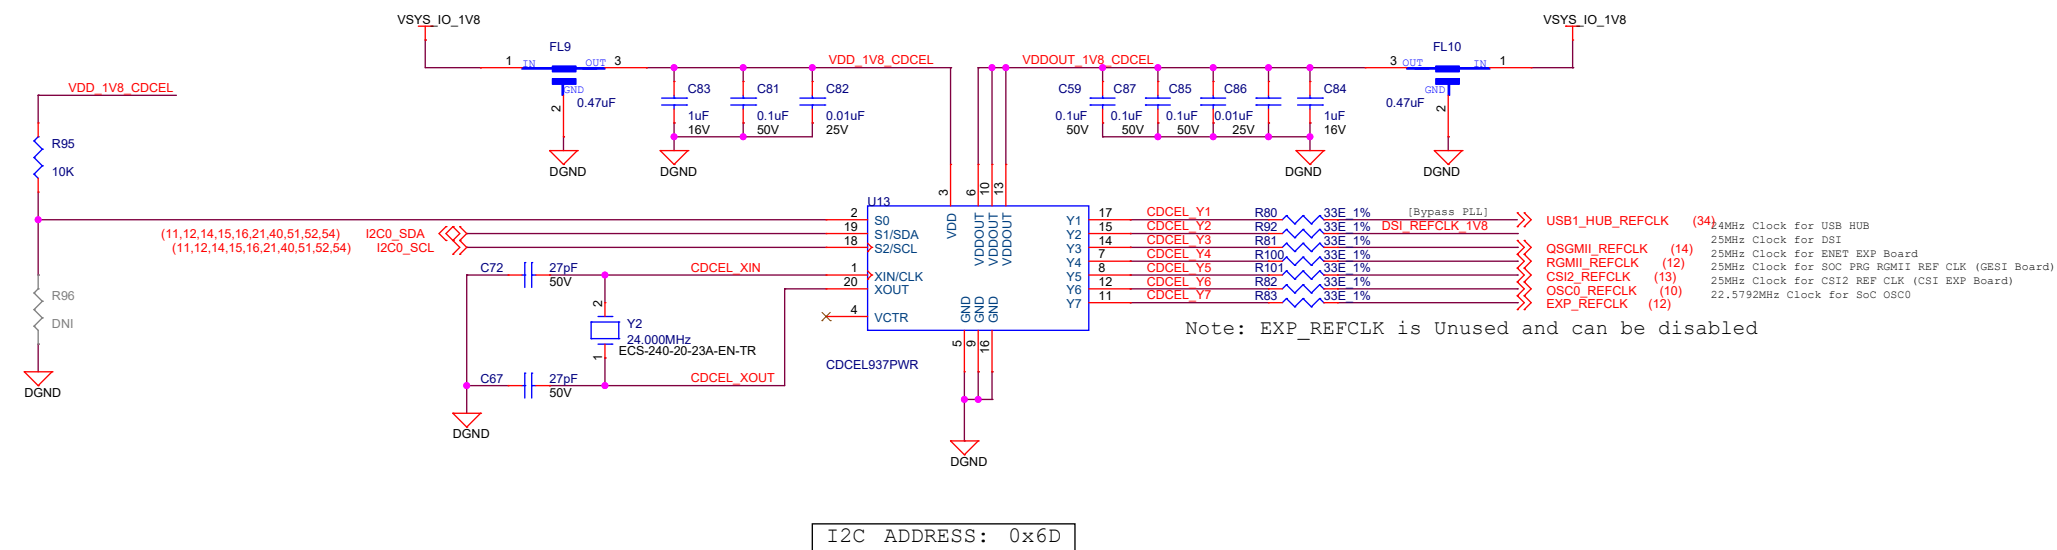 VSYS_IO_1V8
VSYS_IO_1V8
FL9
FL10
1 IN OUT 3
VDD_1V8_CDCEL
VDDOUT_1V8_CDCEL
3 OUT IN 1
VDD_1V8_CDCEL
GND
2
0.47uF
C83
1uF
16V
C81
0.1uF
50V
C82
0.01uF
25V
C59
0.1uF
50V
C87
0.1uF
50V
C85
0.1uF
50V
C86
0.01uF
25V
C84
1uF
16V
GND
2
0.47uF
R95
10K
DGND
DGND
DGND
DGND
U13
3
6
10
13
VDD
VDDOUT
VDDOUT
VDDOUT
2 S0
(11,12,14,15,16,21,40,51,52,54) I2C0_SDA 19 S1/SDA
(11,12,14,15,16,21,40,51,52,54) I2C0_SCL 18 S2/SCL
C72 27pF 50V CDCEL_XIN 1 XIN/CLK
20 XOUT
4 VCTR
Y1 17 CDCEL_Y1 R80 33E_1% [Bypass PLL] USB1_HUB_REFCLK (34)
Y2 15 CDCEL_Y2 R92 33E_1% DSI_REFCLK_1V8
Y3 14 CDCEL_Y3 R81 33E_1% QSGMII_REFCLK (14)
Y4 7 CDCEL_Y4 R100 33E_1% RGMII_REFCLK (12)
Y5 8 CDCEL_Y5 R101 33E_1% CSI2_REFCLK (13)
Y6 12 CDCEL_Y6 R82 33E_1% OSC0_REFCLK (10)
Y7 11 CDCEL_Y7 R83 33E_1% EXP_REFCLK (12)
24MHz Clock for USB HUB
25MHz Clock for DSI
25MHz Clock for ENET EXP Board
25MHz Clock for SOC PRG RGMII REF CLK (GESI Board)
25MHz Clock for CSI2 REF CLK (CSI EXP Board)
22.5792MHz Clock for SoC OSC0
Note: EXP_REFCLK is Unused and can be disabled
R96
DNI
2
Y2
24.000MHz
ECS-240-20-23A-EN-TR
1
GND
GND
GND
5
9
16
CDCEL937PWR
C67 27pF 50V CDCEL_XOUT
DGND
DGND
DGND
I2C ADDRESS: 0x6D